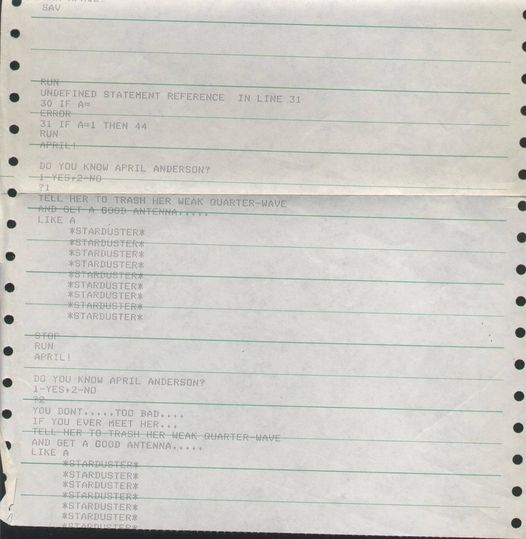 SAV
RUN
UNDEFINED STATEMENT REFERENCE IN LINE 31
30 IF A=
ERROR
31 IF A=1 THEN 44
RUN
APRIL!
DO YOU KNOW APRIL ANDERSON?
1-YES,2-NO
?1
TELL HER TO TRASH HER WEAK QUARTER-WAVE
AND GET A GOOD ANTENNA.....
LIKE A
*STARDUSTER*
*STARDUSTER*
*STARDUSTER*
*STARDUSTER*
*STARDUSTER*
*STARDUSTER*
*STARDUSTER*
*STARDUSTER*
*STARDUSTER*
STOP
RUN
APRIL!
DO YOU KNOW APRIL ANDERSON?
1-YES,2-NO
?2
YOU DONT.....TOO BAD....
IF YOU EVER MEET HER...
TELL HER TO TRASH HER WEAK QUARTER-WAVE
AND GET A GOOD ANTENNA.....
LIKE A
*STARDUSTER*
*STARDUSTER*
*STARDUSTER*
*STARDUSTER*
*STARDUSTER*
*STARDUSTER*
*STARDUSTER*